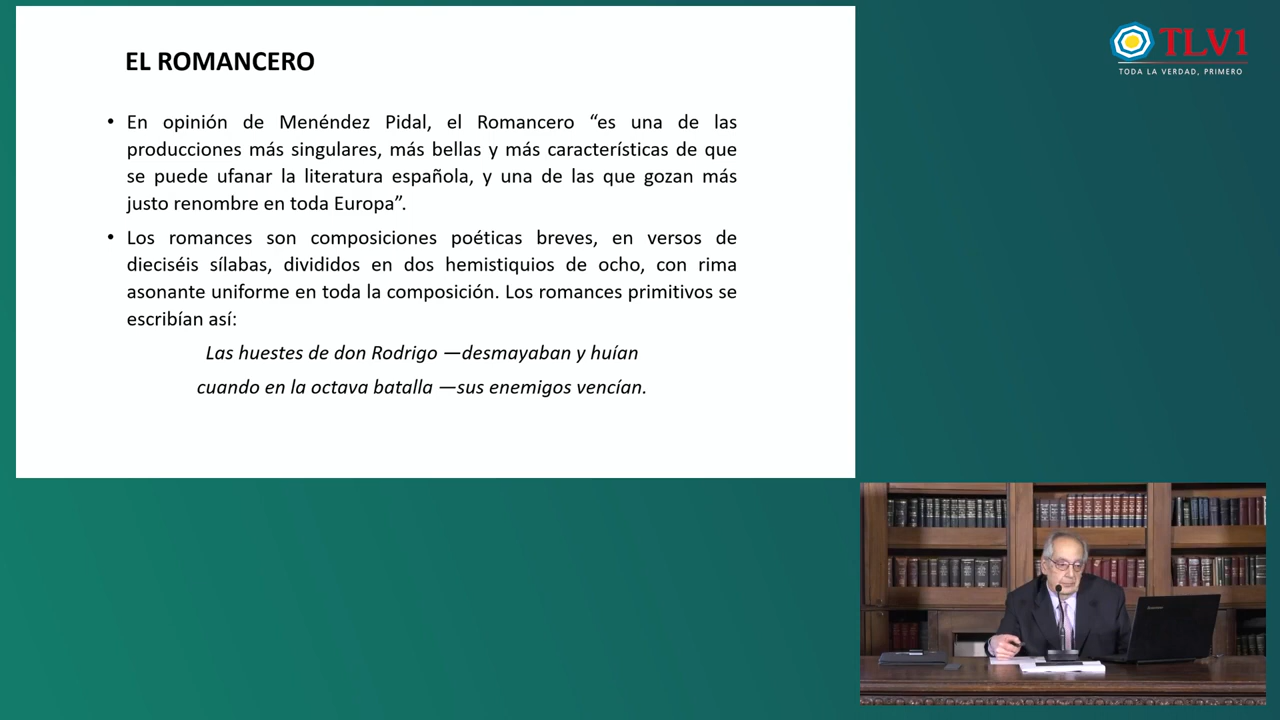 EL ROMANCERO
• En opinión de Menéndez Pidal, el Romancero “es una de las
producciones más singulares, más bellas y más características de que
se puede ufanar la literatura española, y una de las que gozan más
justo renombre en toda Europa”.
• Los romances son composiciones poéticas breves, en versos de
dieciséis sílabas, divididos en dos hemistiquios de ocho, con rima
asonante uniforme en toda la composición. Los romances primitivos se
escribían así:
Las huestes de don Rodrigo —desmayaban y huían
cuando en la octava batalla —sus enemigos vencían.
TLV1
TODA LA VERDAD, PRIMERO